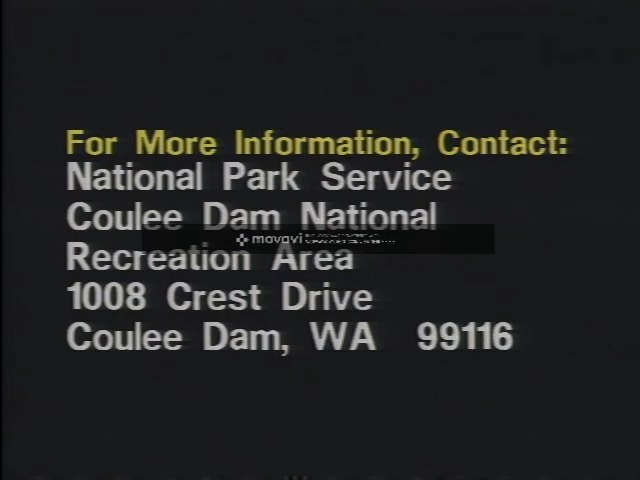 For More Information, Contact:
National Park Service
Coulee Dam National
movavi
Recreation Area
1008 Crest Drive
Coulee Dam, WA 99116